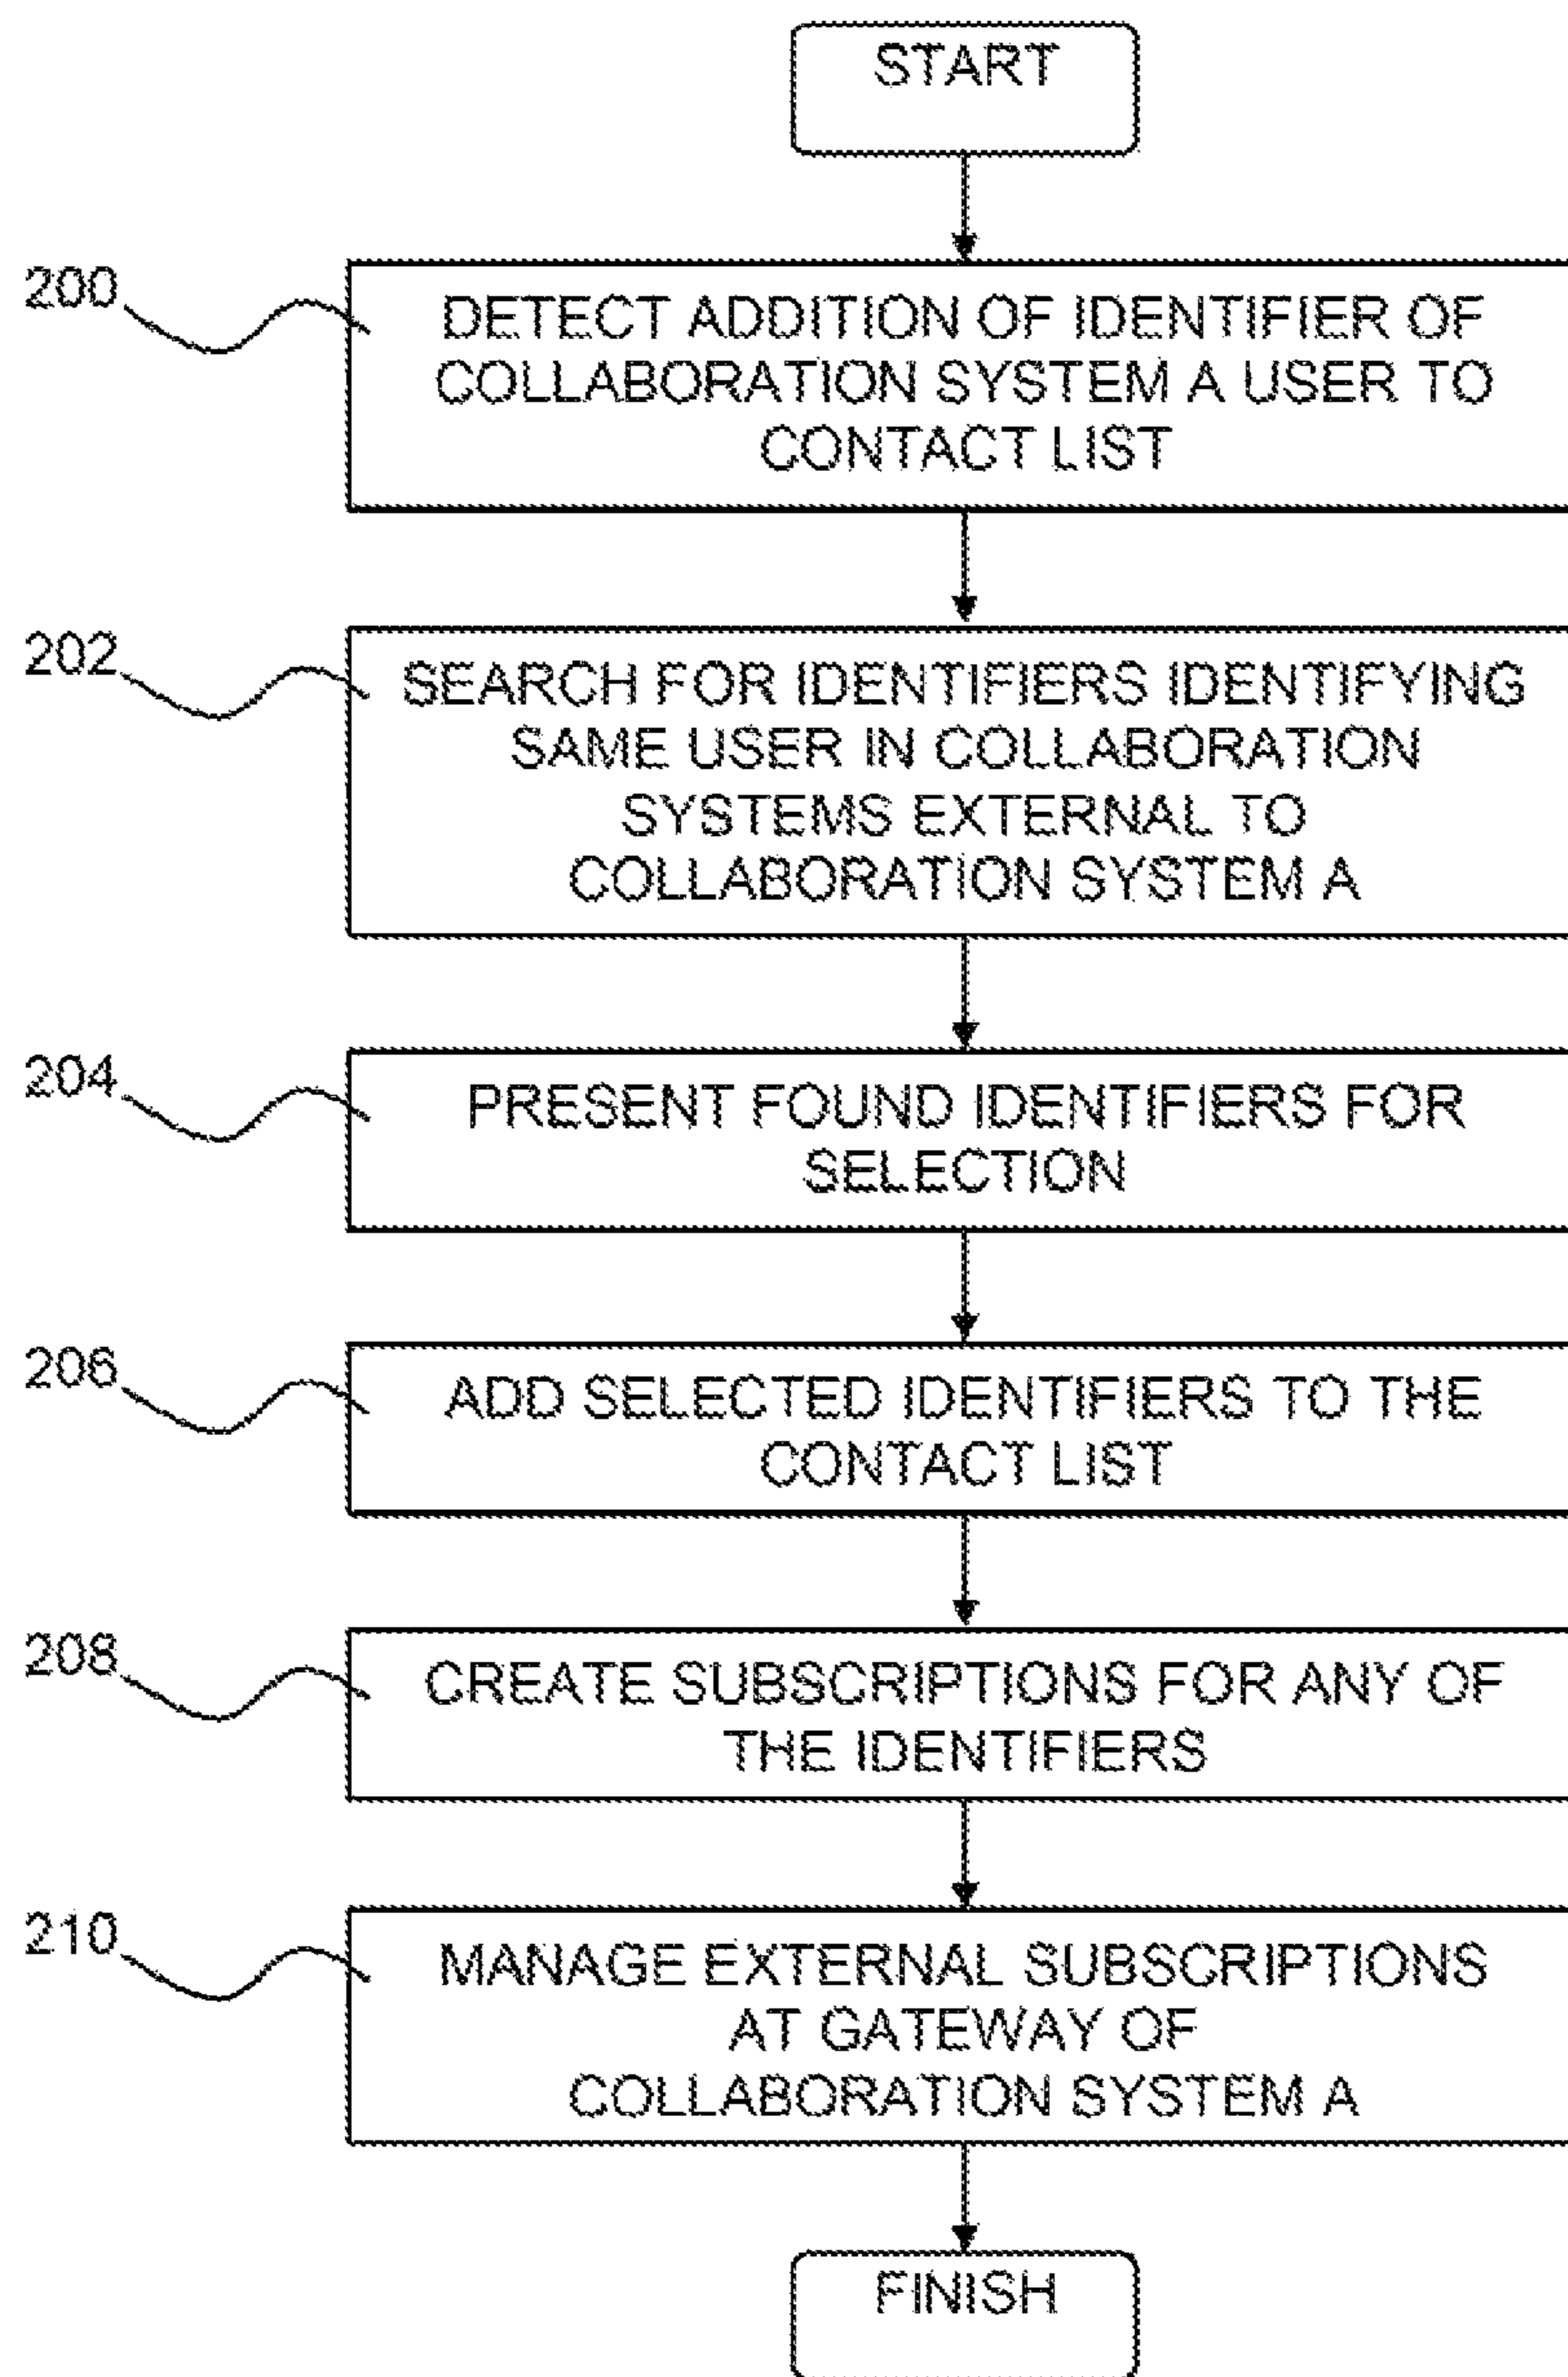 START
200
DETECT ADDITION OF IDENTIFIER OF
COLLABORATION SYSTEM A USER TO
CONTACT LIST
202
SEARCH FOR IDENTIFIERS IDENTIFYING
SAME USER IN COLLABORATION
SYSTEMS EXTERNAL TO
COLLABORATION SYSTEM A
204
PRESENT FOUND IDENTIFIERS FOR
SELECTION
206
ADD SELECTED IDENTIFIERS TO THE
CONTACT LIST
208
CREATE SUBSCRIPTIONS FOR ANY OF
THE IDENTIFIERS
210
MANAGE EXTERNAL SUBSCRIPTIONS
AT GATEWAY OF
COLLABORATION SYSTEM A
FINISH